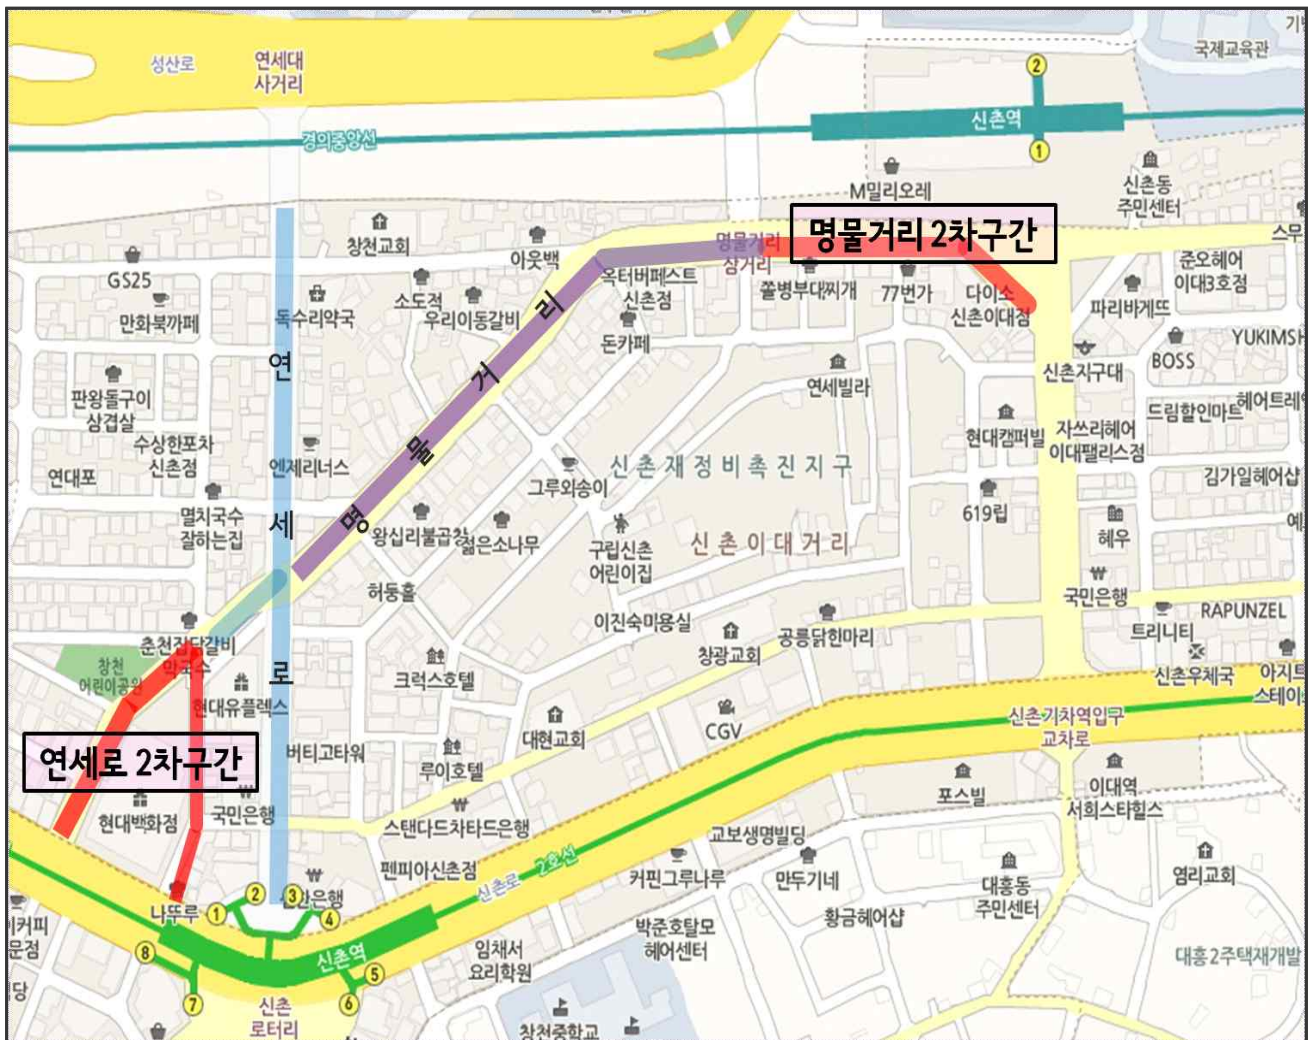 성산로
연세대
사거리
국제교육관
2
경의중앙선
신촌역
1
M밀리오레
신촌동
주민센터
창천교회
아웃백
명물거리
삼거리
명물거리 2차구간
GS25
만화북카페
독수리약국
소도적
우리이동갈비
옥터버페스트
신촌점
쫄병부대찌개
77번가
다이소
신촌이대점
준오헤어
이대3호점
파리바게뜨
돈카페
연세빌라
신촌지구대
BOSS
판왕돌구이
삼겹살
수상한포차
신촌점
연대포
엔제리너스
현대캠퍼빌
자쓰리헤어
이대팰리스점
드림할인마트
김가일헤어샵
신촌재정비촉진지구
그루외송이
멸치국수
잘하는집
왕십리불곱창
젊은소나무
구립신촌
어린이집
신촌이대거리
619립
혜우
연
세
로
명
물
거
리
허둥홀
이진숙미용실
국민은행
RAPUNZEL
트리니티
춘천집닭갈비
막국수
창천
어린이공원
현대유플렉스
크럭스호텔
창광교회
공릉닭한마리
신촌우체국
대현교회
CGV
신촌기차역입구
교차로
연세로 2차구간
버티고타워
루이호텔
포스빌
이대역
서희스타힐스
현대백화점
국민은행
스탠다드차타드은행
교보생명빌딩
펜피아신촌점
신촌로
2호선
커핀그루나루
만두기네
대흥동
주민센터
염리교회
나뚜루
1
2
3
4
황금헤어샵
박준호탈모
헤어센터
8
신촌역
5
임채서
요리학원
대흥2주택재개발
7
6
신촌
로터리
창천중학교